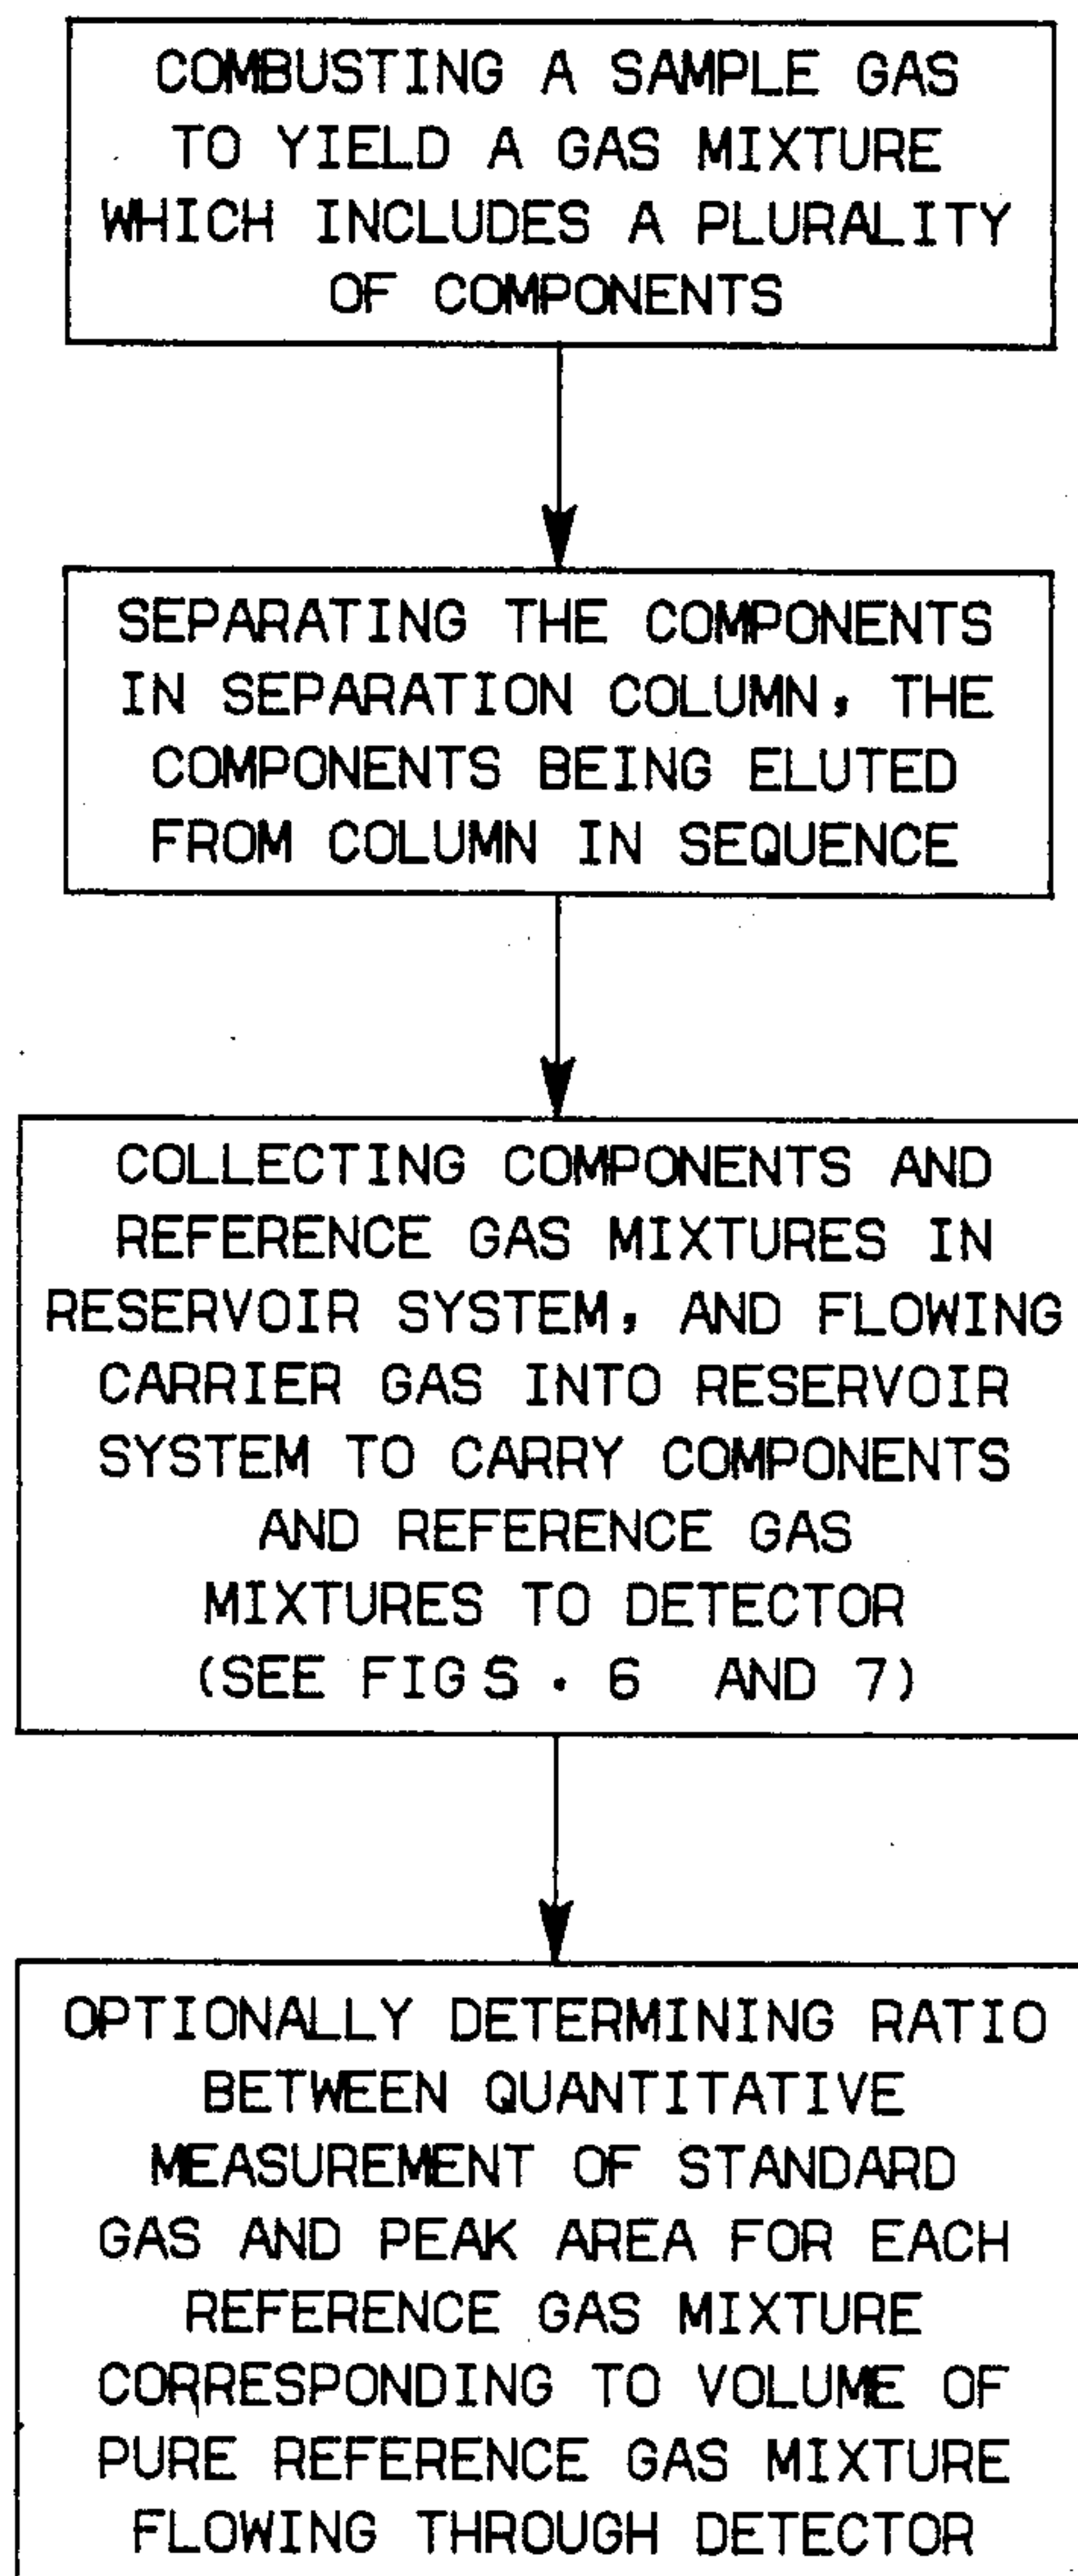 COMBUSTING A SAMPLE GAS
TO YIELD A GAS MIXTURE
WHICH INCLUDES A PLURALITY
OF COMPONENTS
SEPARATING THE COMPONENTS
IN SEPARATION COLUMN, THE
COMPONENTS BEING ELUTED
FROM COLUMN IN SEQUENCE
COLLECTING COMPONENTS AND
REFERENCE GAS MIXTURES IN
RESERVOIR SYSTEM, AND FLOWING
CARRIER GAS INTO RESERVOIR
SYSTEM TO CARRY COMPONENTS
AND REFERENCE GAS
MIXTURES TO DETECTOR
(SEE FIGS. 6 AND 7)
OPTIONALLY DETERMINING RATIO
BETWEEN QUANTITATIVE
MEASUREMENT OF STANDARD
GAS AND PEAK AREA FOR EACH
REFERENCE GAS MIXTURE
CORRESPONDING TO VOLUME OF
PURE REFERENCE GAS MIXTURE
FLOWING THROUGH DETECTOR